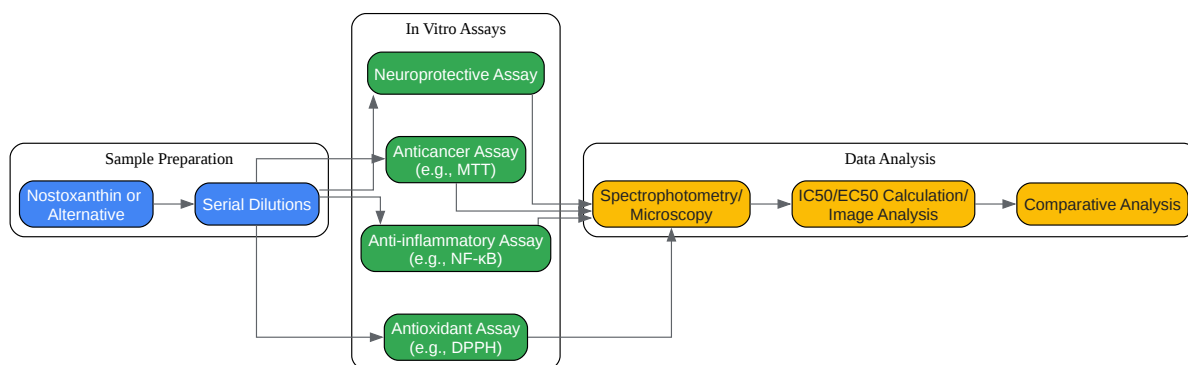 Sample Preparation
Nostoxanthin or
Alternative
Serial Dilutions
In Vitro Assays
Neuroprotective Assay
Anticancer Assay
(e.g., MTT)
Anti-inflammatory Assay
(e.g., NF-κB)
Antioxidant Assay
(e.g., DPPH)
Data Analysis
Spectrophotometry/
Microscopy
IC50/EC50 Calculation/
Image Analysis
Comparative Analysis